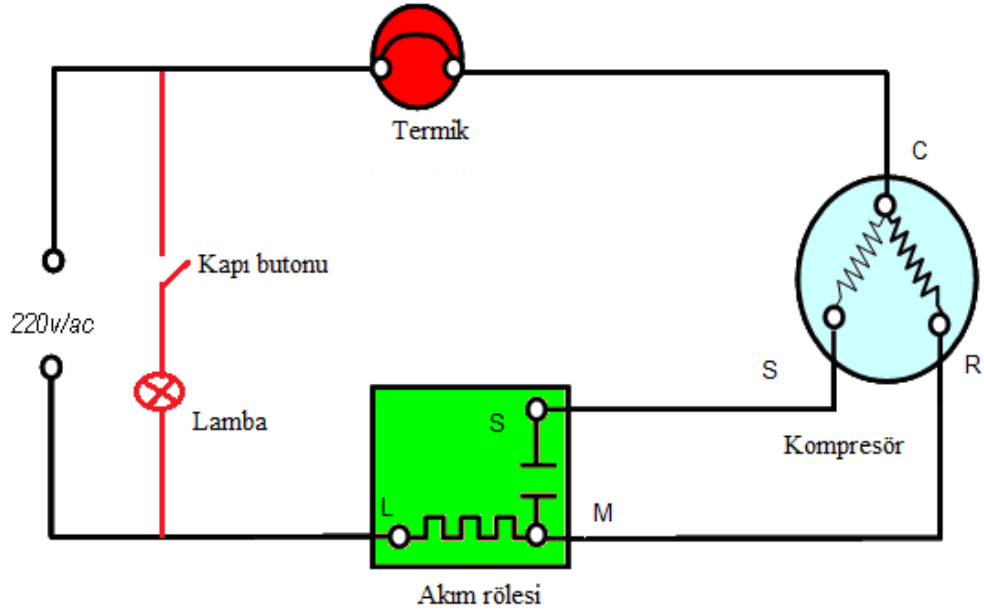 Termik
C
Kapı butonu
220v/ac
S
R
Lamba
S
Kompresör
L
M
Akım rölesi